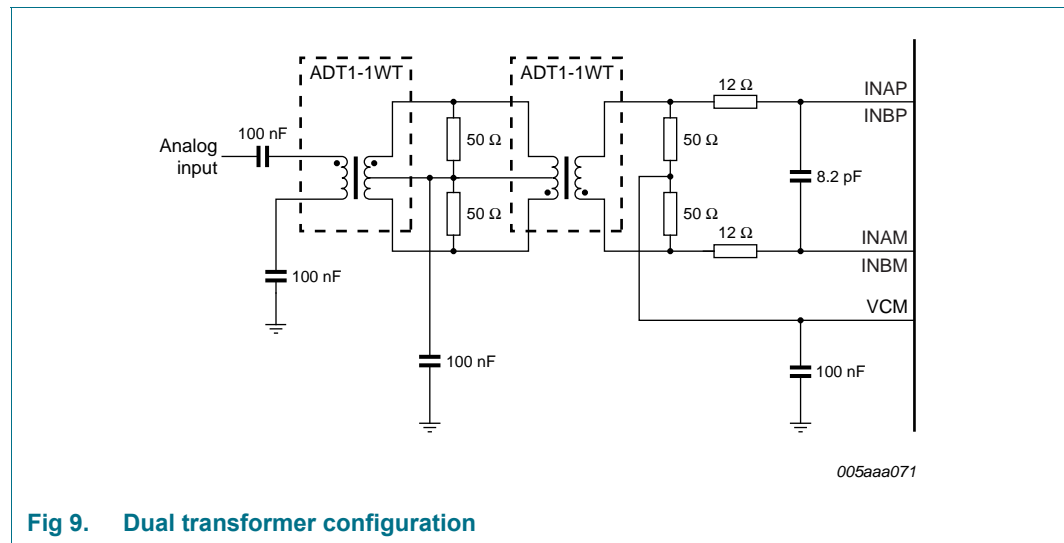 ADT1-1WT
ADT1-1WT
12 Ω
INAP
INBP
100 nF
Analog
input
50 Ω
50 Ω
8.2 pF
50 Ω
50 Ω
12 Ω
INAM
INBM
100 nF
VCM
100 nF
100 nF
005aaa071
Fig 9. Dual transformer configuration